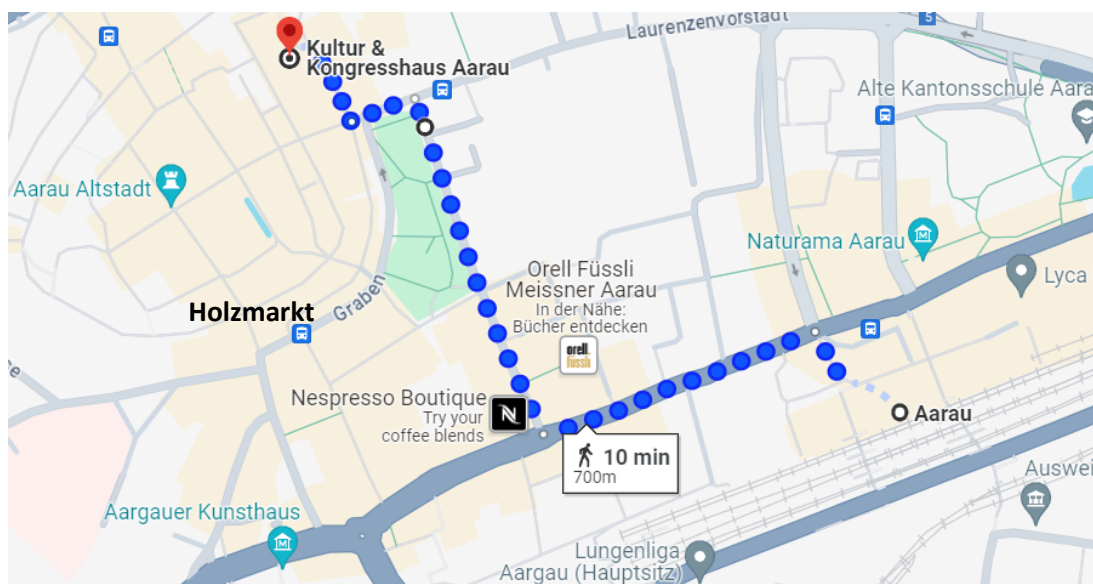 Kultur &
Kongresshaus Aarau
Laurenzenvorstadt
5
Alte Kantonsschule Aarau
Aarau Altstadt
Naturama Aarau
Lyca
Orell Füssli
Meissner Aarau
In der Nähe:
Bücher entdecken
orell
füssli
Holzmarkt
Graben
Nespresso Boutique
Try your
coffee blends
N
Aarau
10 min
700m
Auswei
Aargauer Kunsthaus
Lungenliga
Aargau (Hauptsitz)